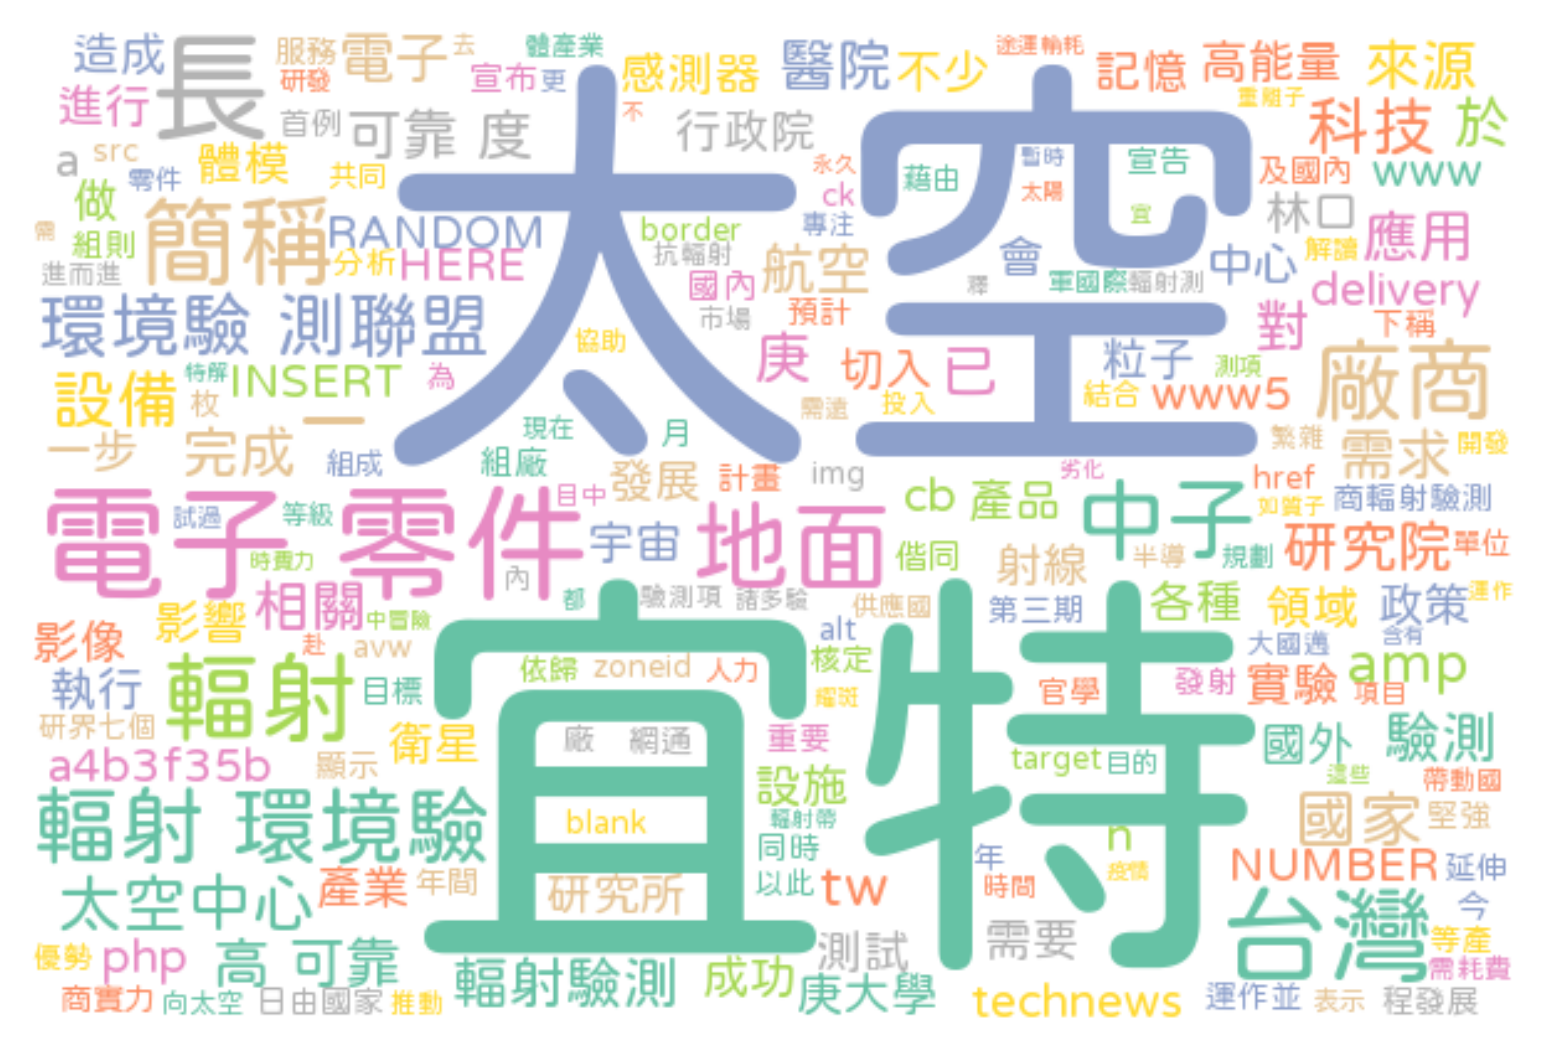 造成 長 服務 電子 去 體產業 感測器 醫院 不少 途運輸耗 記憶 高能量 來源
進行 研發 宣布 更 不 重離子 科技 於
a src 首例 可靠 度 行政院 太空 永久 暫時 宣告 及國內 www
零件 體模 共同 ck 藉由 太陽 林口
做 簡稱 RANDOM border 專注 宜 應用
需 組則 分析 HERE 抗輻射 航空 會 中心 解讀
進而進 國內 釋 軍國際 輻射測 delivery
環境驗 測聯盟 市場 預計 對 下稱
協助 庚 切入 已 粒子 測項 廠商
設備 特解 INSERT 為 投入 結合 www5
枚 一 需遠
一步 完成 組成 現在 月 繁雜 需求 開發
組廠 發展 計畫 img 劣化 href
電子 零件 目中 地面 cb 產品 中子 如質子 商輻射驗測
試過 等級 宇宙 偕同 射線 半導 規劃 研究院 單位
時費力 內
相關 都 驗測項 諸多驗 供應國 第三期 各種 領域 政策 運作
影像 影響 中冒險 宜特 alt 大國邁 含有
赴 avw
執行 輻射 目標 依歸 zoneid 人力 核定 官學 發射 實驗 項目 amp
研界七個 耀斑
衛星 廠 網通 重要 國外 驗測
a4b3f35b 顯示 設施 target 目的 這些 帶動國
輻射 環境驗 blank 輻射帶 n 國家 堅強
同時 年 疫情 NUMBER 延伸
太空中心 產業 年間 研究所 以此 tw 時間 台灣 今
優勢 php 高 可靠 測試 需要 等產
輻射驗測 成功 需耗費
商實力 向太空 日由國家 推動 庚大學 technews 運作並 表示 程發展